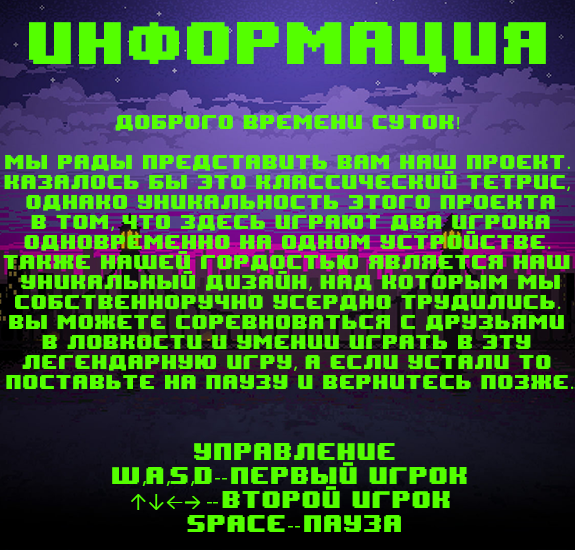 ИНФОРМАЦИЯ
ДОБРОГО ВРЕМЕНИ СУТОК!
МЫ РАДЫ ПРЕДСТАВИТЬ ВАМ НАШ ПРОЕКТ.
КАЗАЛОСЬ БЫ ЭТО КЛАССИЧЕСКИЙ ТЕТРИС,
ОДНАКО УНИКАЛЬНОСТЬ ЭТОГО ПРОЕКТА
В ТОМ, ЧТО ЗДЕСЬ ИГРАЮТ ДВА ИГРОКА
ОДНОВРЕМЕННО НА ОДНОМ УСТРОЙСТВЕ.
ТАКЖЕ НАШЕЙ ГОРДОСТЬЮ ЯВЛЯЕТСЯ НАШ
УНИКАЛЬНЫЙ ДИЗАЙН, НАД КОТОРЫМ МЫ
СОБСТВЕННОРУЧНО УСЕРДНО ТРУДИЛИСЬ.
ВЫ МОЖЕТЕ СОРЕВНОВАТЬСЯ С ДРУЗЬЯМИ
В ЛОВКОСТИ И УМЕНИИ ИГРАТЬ В ЭТУ
ЛЕГЕНДАРНУЮ ИГРУ, А ЕСЛИ УСТАЛИ ТО
ПОСТАВЬТЕ НА ПАУЗУ И ВЕРНИТЕСЬ ПОЗЖЕ.
УПРАВЛЕНИЕ
W,A,S,D--ПЕРВЫЙ ИГРОК
↑↓←→--ВТОРОЙ ИГРОК
SPACE--ПАУЗА